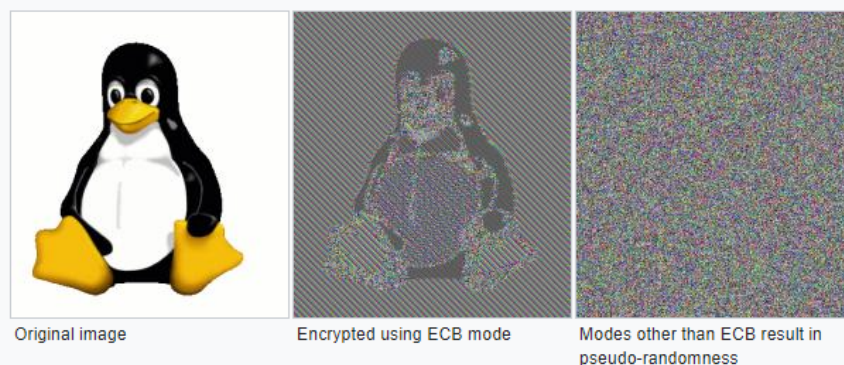 Original image
Encrypted using ECB mode
Modes other than ECB result in
pseudo-randomness